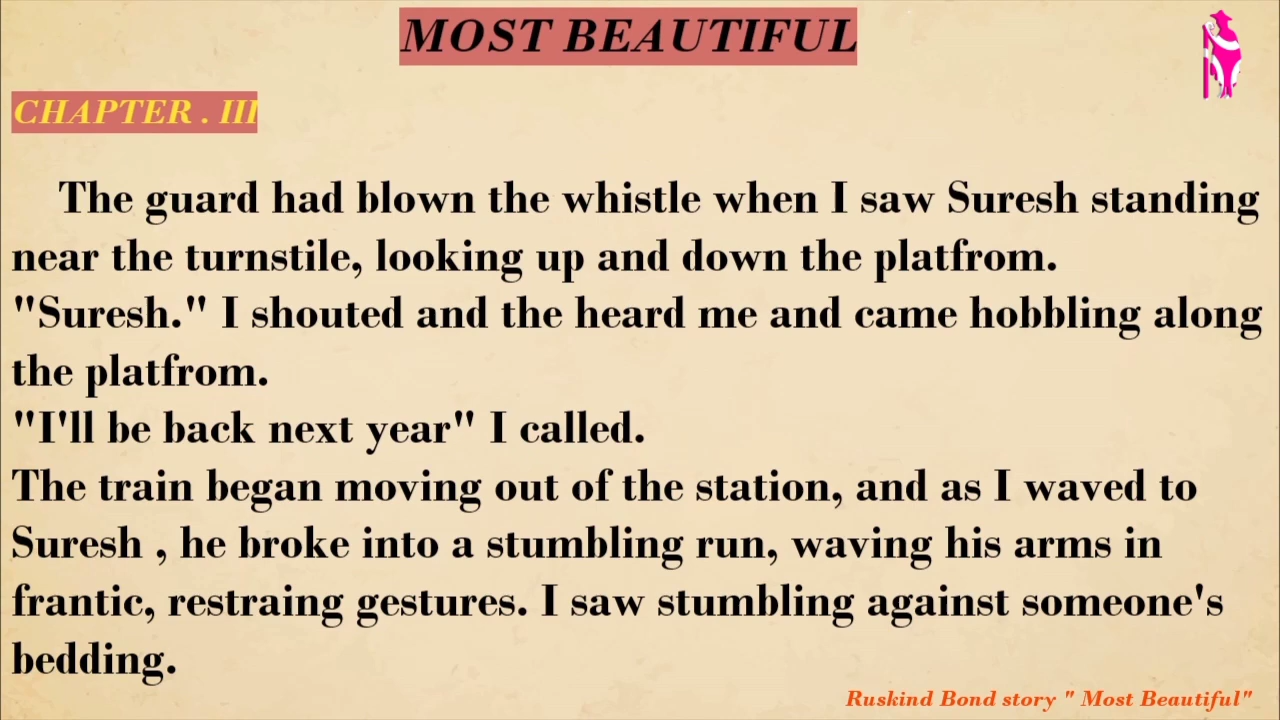 MOST BEAUTIFUL
CHAPTER . III
The guard had blown the whistle when I saw Suresh standing
near the turnstile, looking up and down the platfrom.
"Suresh." I shouted and the heard me and came hobbling along
the platfrom.
"I'll be back next year" I called.
The train began moving out of the station, and as I waved to
Suresh , he broke into a stumbling run, waving his arms in
frantic, restraing gestures. I saw stumbling against someone's
bedding.
Ruskind Bond story " Most Beautiful"